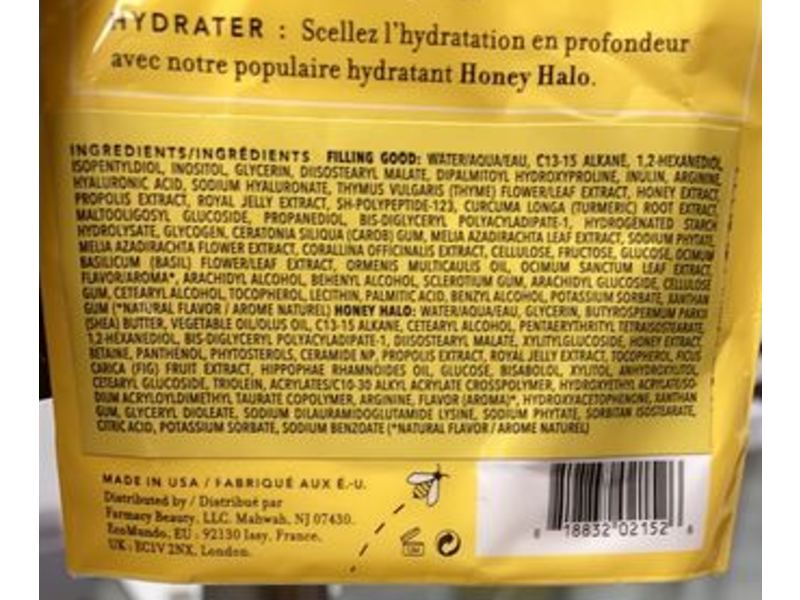 HYDRATER : Scellez l'hydratation en profondeur
avec notre populaire hydratant Honey Halo.
INGREDIENTS/INGRÉDIENTS FILLING GOOD: WATER/AQUA/EAU, C13-15 ALKANE, 1,2-HEXANEDIOL,
ISOPENTYLDIOL, INOSITOL, GLYCERIN, DIISOSTEARYL MALATE, DIPALMITOYL HYDROXYPROLINE, INULIN, ARGININE,
HYALURONIC ACID, SODIUM HYALURONATE, THYMUS VULGARIS (THYME) FLOWER/LEAF EXTRACT, HONEY EXTRACT,
PROPOLIS EXTRACT, ROYAL JELLY EXTRACT, SH-POLYPEPTIDE-123, CURCUMA LONGA (TURMERIC) ROOT EXTRACT,
MALTOOLIGOSYL GLUCOSIDE, PROPANEDIOL, BIS-DIGLYCERYL POLYACYLADIPATE-1, HYDROGENATED STARCH
HYDROLYSATE, GLYCOGEN, CERATONIA SILIQUA (CAROB) GUM, MELIA AZADIRACHTA LEAF EXTRACT, SODIUM PHYTATE,
MELIA AZADIRACHTA FLOWER EXTRACT, CORALLINA OFFICINALIS EXTRACT, CELLULOSE, FRUCTOSE, GLUCOSE, OCIMUM
BASILICUM (BASIL) FLOWER/LEAF EXTRACT, ORMENIS MULTICAULIS OIL, OCIMUM SANCTUM LEAF EXTRACT,
FLAVOR/AROMA*, ARACHIDYL ALCOHOL, BEHENYL ALCOHOL, SCLEROTIUM GUM, ARACHIDYL GLUCOSIDE, CELLULOSE
GUM, CETEARYL ALCOHOL, TOCOPHEROL, LECITHIN, PALMITIC ACID, BENZYL ALCOHOL, POTASSIUM SORBATE, XANTHAN
GUM (*NATURAL FLAVOR / AROME NATUREL) HONEY HALO: WATER/AQUA/EAU, GLYCERIN, BUTYROSPERMUM PARKII
(SHEA) BUTTER, VEGETABLE OIL/OLUS OIL, C13-15 ALKANE, CETEARYL ALCOHOL, PENTAERYTHRITYL TETRAISOSTEARATE,
1,2-HEXANEDIOL, BIS-DIGLYCERYL POLYACYLADIPATE-1, DIISOSTEARYL MALATE, XYLITYLGLUCOSIDE, HONEY EXTRACT,
BETAINE, PANTHENOL, PHYTOSTEROLS, CERAMIDE NP, PROPOLIS EXTRACT, ROYAL JELLY EXTRACT, TOCOPHEROL, FICUS
CARICA (FIG) FRUIT EXTRACT, HIPPOPHAE RHAMNOIDES OIL, GLUCOSE, BISABOLOL, XYLITOL, ANHYDROXYLITOL,
CETEARYL GLUCOSIDE, TRIOLEIN, ACRYLATES/C10-30 ALKYL ACRYLATE CROSSPOLYMER, HYDROXYETHYL ACRYLATE/SO-
DIUM ACRYLOYLDIMETHYL TAURATE COPOLYMER, ARGININE, FLAVOR (AROMA)*, HYDROXYACETOPHENONE, XANTHAN
GUM, GLYCERYL DIOLEATE, SODIUM DILAURAMIDOGLUTAMIDE LYSINE, SODIUM PHYTATE, SORBITAN ISOSTEARATE,
CITRIC ACID, POTASSIUM SORBATE, SODIUM BENZOATE (*NATURAL FLAVOR / AROME NATUREL)
MADE IN USA / FABRIQUÉ AUX É.-U.
Distributed by / Distribué par
Farmacy Beauty, LLC. Mahwah, NJ 07430.
EcoMundo, EU : 92130 Issy, France.
UK : EC1V 2NX, London.
8 18832 02152 8